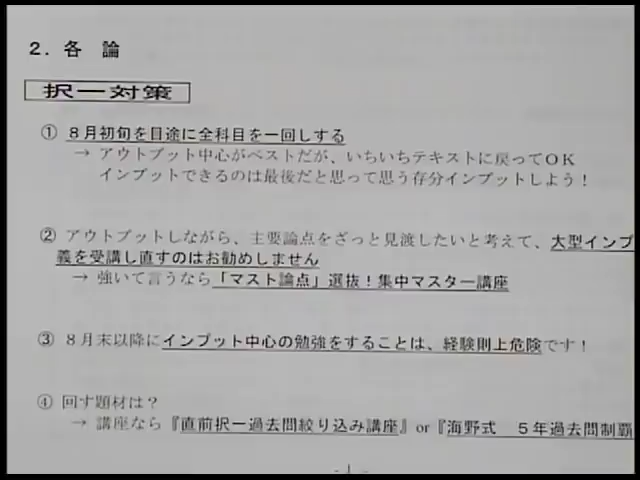 2．各　論
択一対策
① 8月初旬を目途に全科目を一回しする
→ アウトプット中心がベストだが、いちいちテキストに戻ってＯＫ
インプットできるのは最後だと思って思う存分インプットしよう！
② アウトプットしながら、主要論点をざっと見渡したいと考えて、大型インプ
義を受講し直すのはお勧めしません
→ 強いて言うなら「マスト論点」選抜！集中マスター講座
③ 8月末以降にインプット中心の勉強をすることは、経験則上危険です！
④ 回す題材は？
→ 講座なら『直前択一過去問絞り込み講座』or『海野式　５年過去問制覇
- 1 -